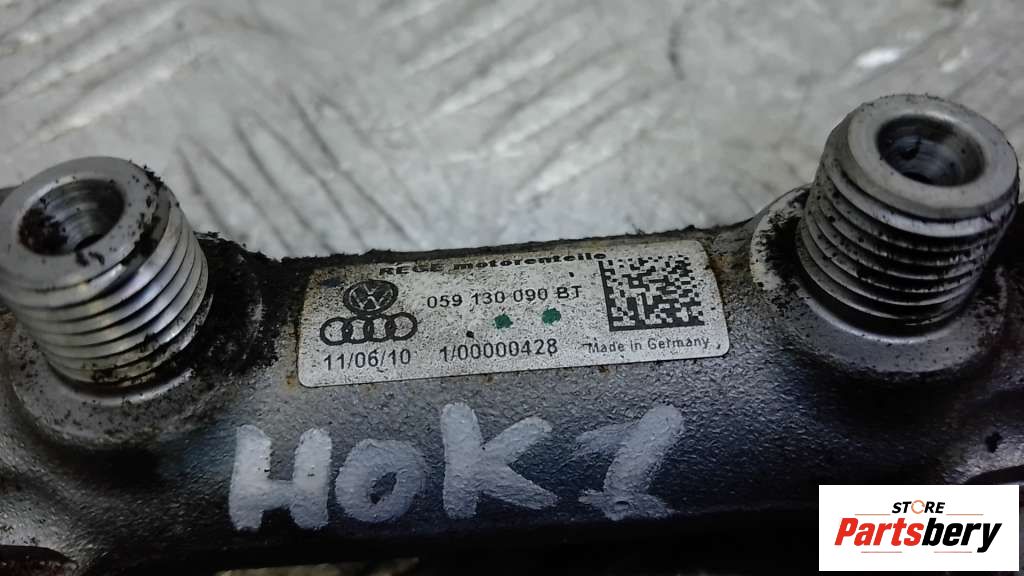 REGE motorenteile
059 130 090 BT
11/06/10 1/00000428 Made in Germany
HOK1
STORE
Partsbery